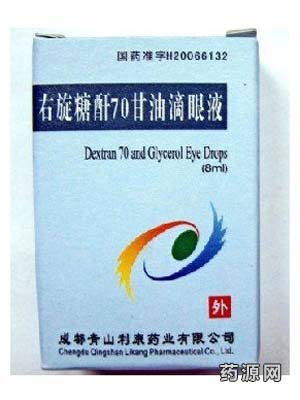 国药准字H20066132
右旋糖酐70甘油滴眼液
Dextran 70 and Glycerol Eye Drops
(8ml)
外
成都青山利康药业有限公司
Chengdu Qingshan Likang Pharmaceutical Co., Ltd.
药源网